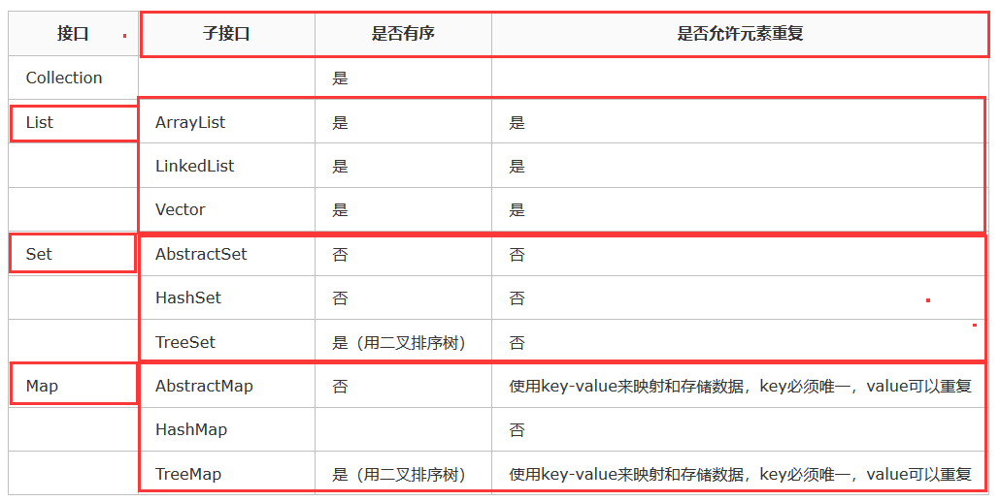 接口 子接口 是否有序 是否允许元素重复
Collection 是
List ArrayList 是 是
LinkedList 是 是
Vector 是 是
Set AbstractSet 否 否
HashSet 否 否
TreeSet 是（用二叉排序树） 否
Map AbstractMap 否 使用key-value来映射和存储数据，key必须唯一，value可以重复
HashMap 否
TreeMap 是（用二叉排序树） 使用key-value来映射和存储数据，key必须唯一，value可以重复